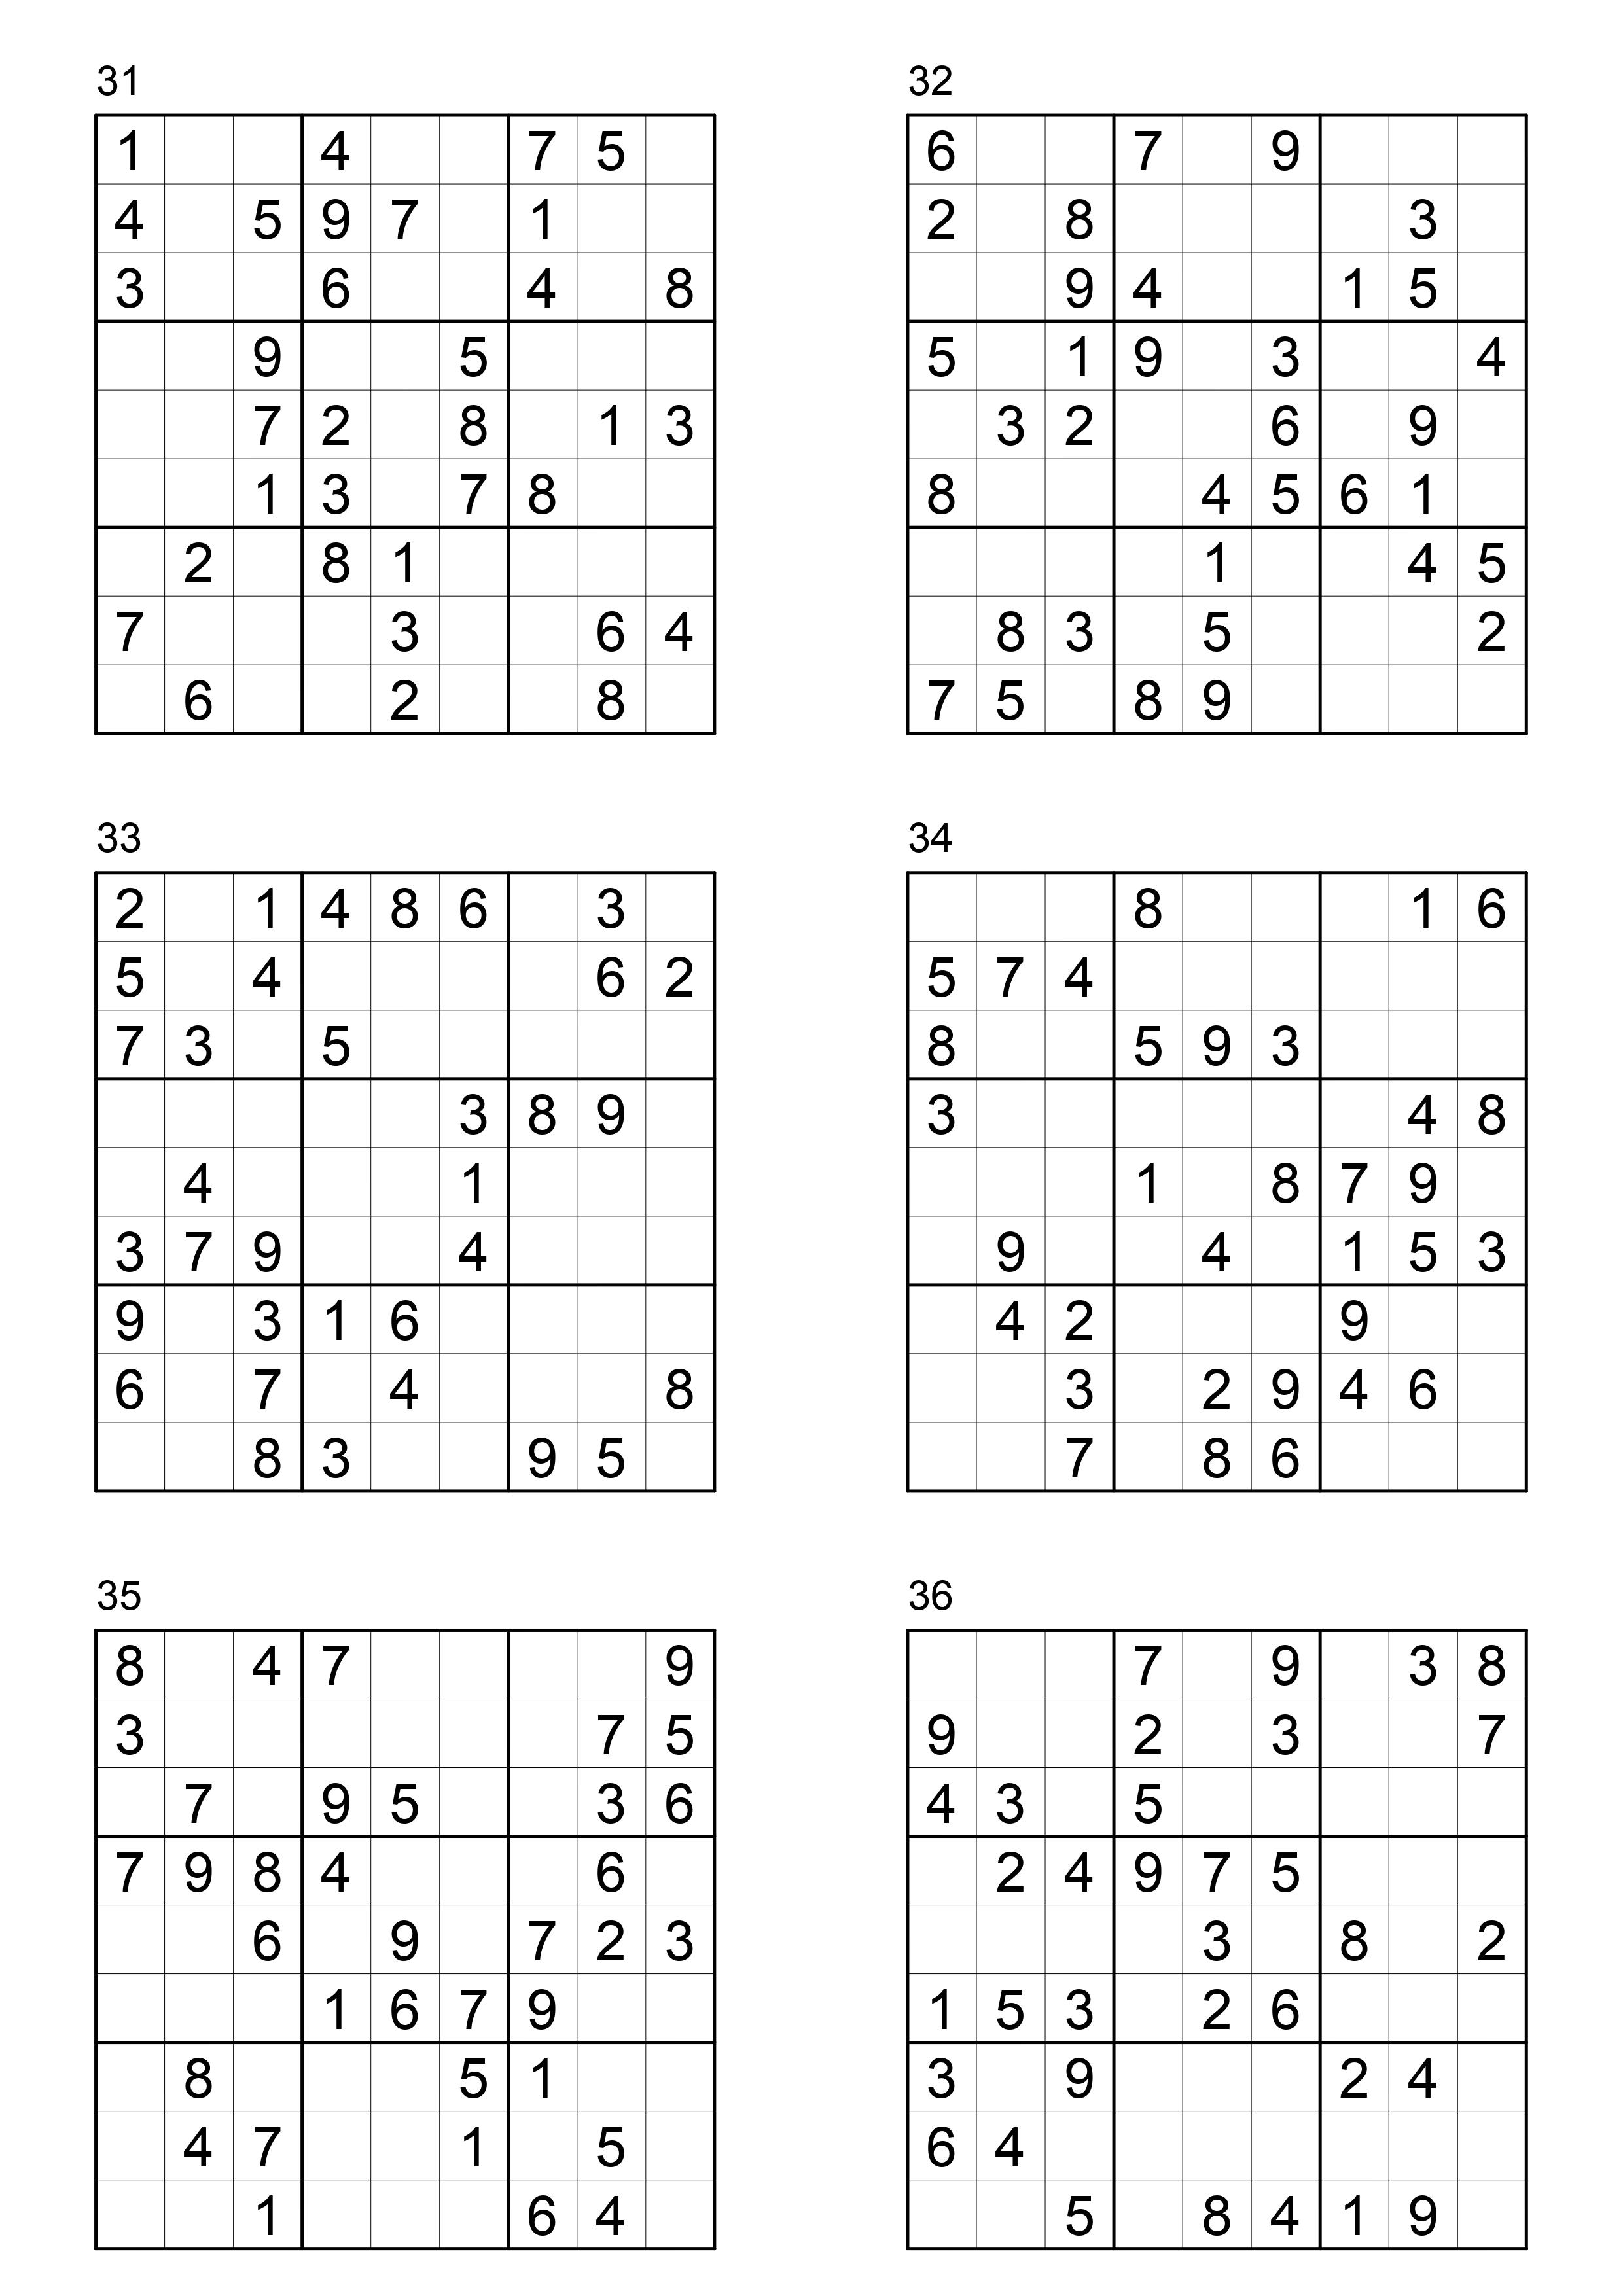 31
1 4 7 5
4 5 9 7 1
3 6 4 8
9 5
7 2 8 1 3
1 3 7 8
2 8 1
7 3 6 4
6 2 8
32
6 7 9
2 8 3
9 4 1 5
5 1 9 3 4
3 2 6 9
8 4 5 6 1
1 4 5
8 3 5 2
7 5 8 9
33
2 1 4 8 6 3
5 4 6 2
7 3 5
3 8 9
4 1
3 7 9 4
9 3 1 6
6 7 4 8
8 3 9 5
34
8 1 6
5 7 4
8 5 9 3
3 4 8
1 8 7 9
9 4 1 5 3
4 2 9
3 2 9 4 6
7 8 6
35
8 4 7 9
3 7 5
7 9 5 3 6
7 9 8 4 6
6 9 7 2 3
1 6 7 9
8 5 1
4 7 1 5
1 6 4
36
7 9 3 8
9 2 3 7
4 3 5
2 4 9 7 5
3 8 2
1 5 3 2 6
3 9 2 4
6 4
5 8 4 1 9